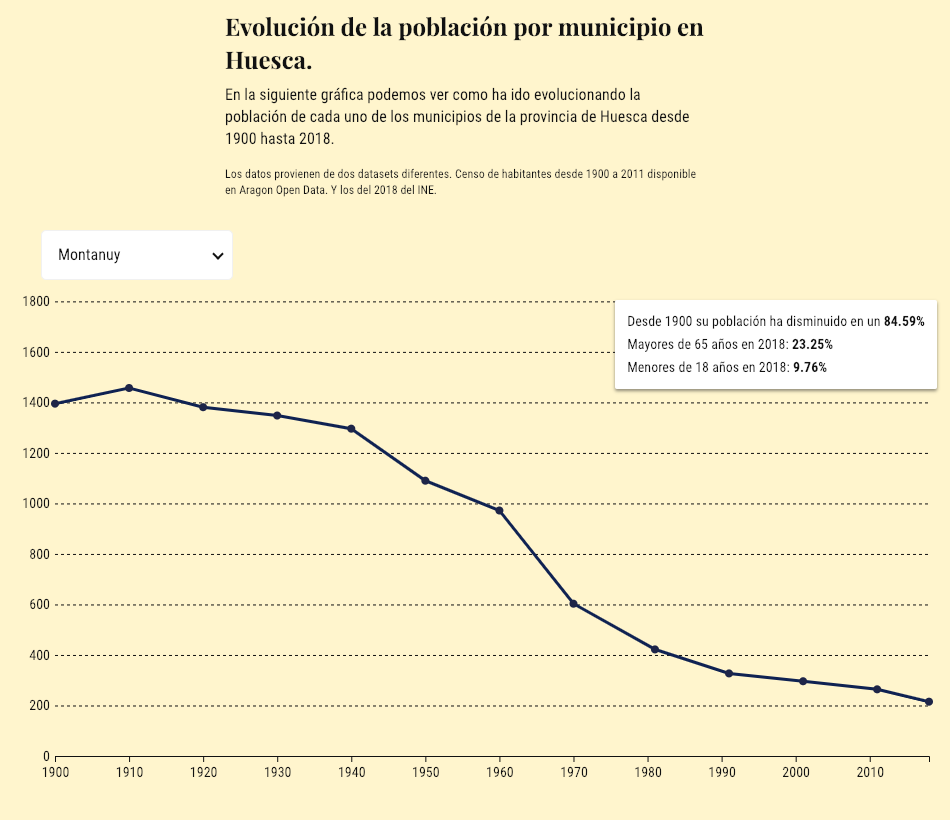 Evolución de la población por municipio en
Huesca.
En la siguiente gráfica podemos ver como ha ido evolucionando la
población de cada uno de los municipios de la provincia de Huesca desde
1900 hasta 2018.
Los datos provienen de dos datasets diferentes. Censo de habitantes desde 1900 a 2011 disponible
en Aragon Open Data. Y los del 2018 del INE.
Montanuy
Desde 1900 su población ha disminuido en un 84.59%
Mayores de 65 años en 2018: 23.25%
Menores de 18 años en 2018: 9.76%
1800
1600
1400
1200
1000
800
600
400
200
0
1900 1910 1920 1930 1940 1950 1960 1970 1980 1990 2000 2010